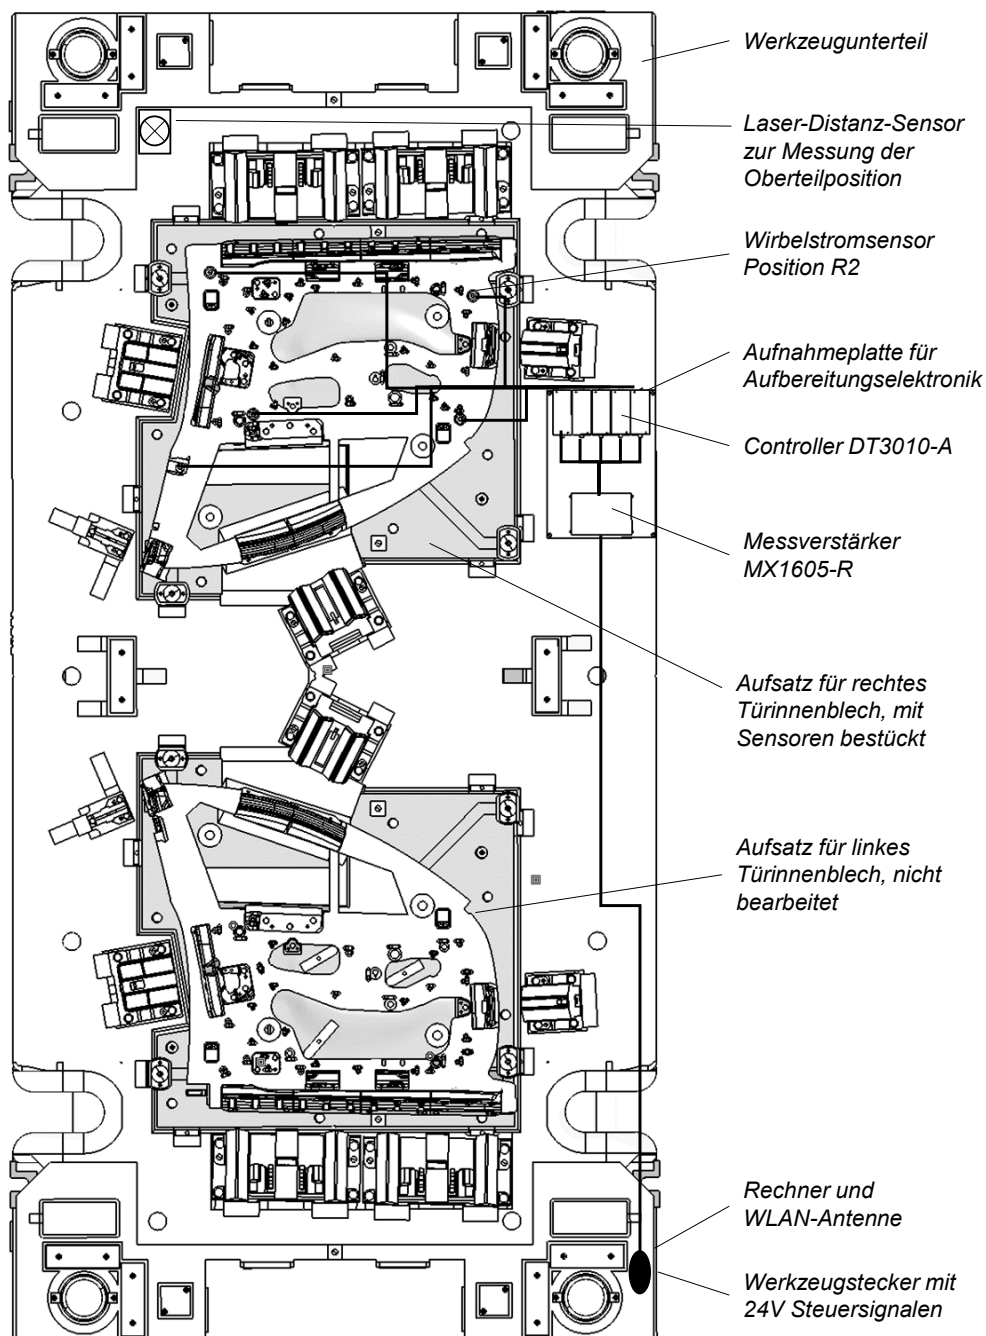 Werkzeugunterteil
Laser-Distanz-Sensor
zur Messung der
Oberteilposition
Wirbelstromsensor
Position R2
Aufnahmeplatte für
Aufbereitungselektronik
Controller DT3010-A
Messverstärker
MX1605-R
Aufsatz für rechtes
Türinnenblech, mit
Sensoren bestückt
Aufsatz für linkes
Türinnenblech, nicht
bearbeitet
Rechner und
WLAN-Antenne
Werkzeugstecker mit
24V Steuersignalen